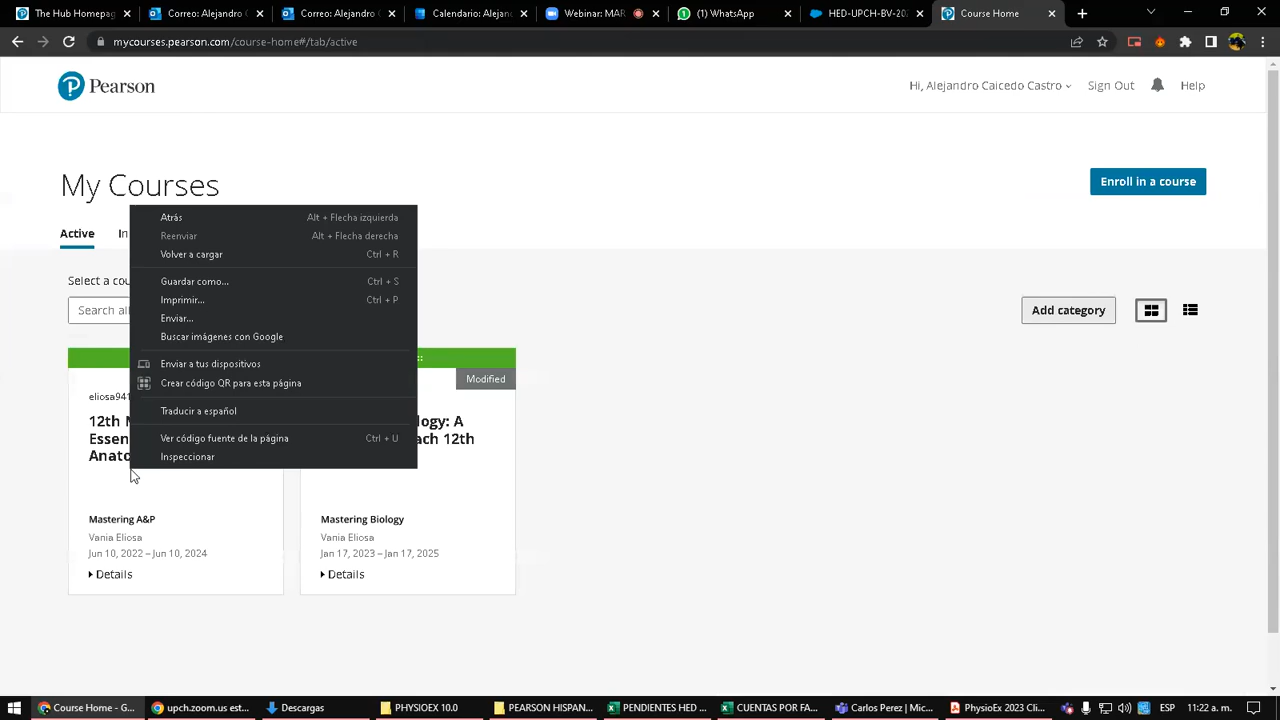 The Hub Homepage
Correo: Alejandro C
Correo: Alejandro C
Calendario: Alejan
Webinar: MAR
(1) WhatsApp
HED-UPCH-BV-20
Course Home
mycourses.pearson.com/course-home#/tab/active
Pearson
Hi, Alejandro Caicedo Castro
Sign Out
Help
My Courses
Enroll in a course
Active
In
Atrás Alt + Flecha izquierda
Reenviar Alt + Flecha derecha
Volver a cargar Ctrl + R
Guardar como... Ctrl + S
Imprimir... Ctrl + P
Enviar...
Buscar imágenes con Google
Enviar a tus dispositivos
Crear código QR para esta página
Traducir a español
Ver código fuente de la página Ctrl + U
Inspeccionar
Select a cou
Search all
Add category
eliosa941
12th M
Essen
Anato
Mastering A&P
Vania Eliosa
Jun 10, 2022 – Jun 10, 2024
Details
Modified
logy: A
ach 12th
Mastering Biology
Vania Eliosa
Jan 17, 2023 – Jan 17, 2025
Details
Course Home - G...
upch.zoom.us est...
Descargas
PHYSIOEX 10.0
PEARSON HISPAN...
PENDIENTES HED ...
CUENTAS POR FA...
Carlos Perez | Mic...
PhysioEx 2023 Cli...
ESP
11:22 a. m.